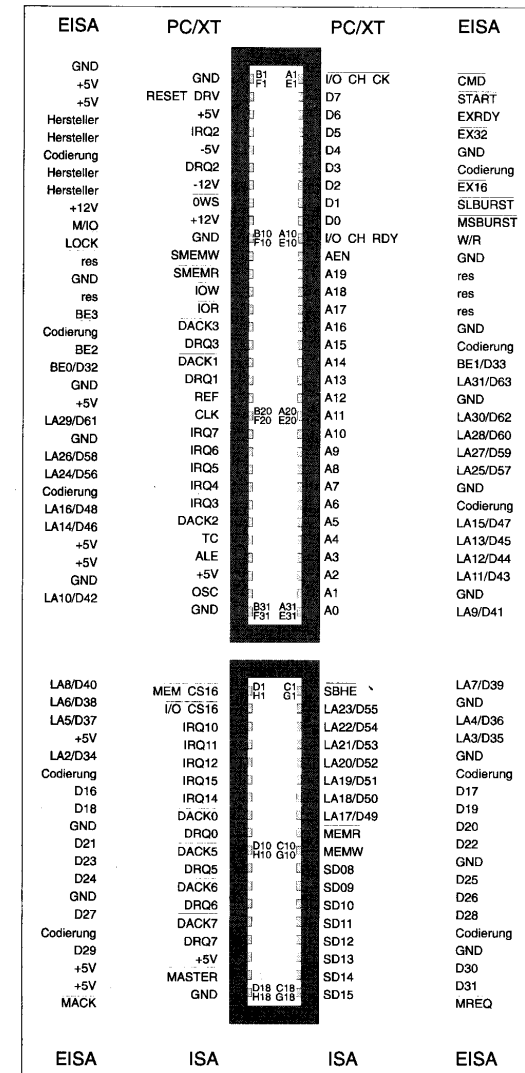 EISA PC/XT PC/XT EISA
GND
+5V
+5V
Hersteller
Hersteller
Codierung
Hersteller
Hersteller
+12V
M/IO
LOCK
res
GND
res
BE3
Codierung
BE2
BE0/D32
GND
+5V
LA29/D61
GND
LA26/D58
LA24/D56
Codierung
LA16/D48
LA14/D46
+5V
+5V
GND
LA10/D42
GND
RESET DRV
+5V
IRQ2
-5V
DRQ2
-12V
0WS
+12V
GND
SMEMW
SMEMR
IOW
IOR
DACK3
DRQ3
DACK1
DRQ1
REF
CLK
IRQ7
IRQ6
IRQ5
IRQ4
IRQ3
DACK2
TC
ALE
+5V
OSC
GND
B1 A1
F1 E1
B10 A10
F10 E10
B20 A20
F20 E20
B31 A31
F31 E31
I/O CH CK
D7
D6
D5
D4
D3
D2
D1
D0
I/O CH RDY
AEN
A19
A18
A17
A16
A15
A14
A13
A12
A11
A10
A9
A8
A7
A6
A5
A4
A3
A2
A1
A0
CMD
START
EXRDY
EX32
GND
Codierung
EX16
SLBURST
MSBURST
W/R
GND
res
res
res
GND
Codierung
BE1/D33
LA31/D63
GND
LA30/D62
LA28/D60
LA27/D59
LA25/D57
GND
Codierung
LA15/D47
LA13/D45
LA12/D44
LA11/D43
GND
LA9/D41
LA8/D40
LA6/D38
LA5/D37
+5V
LA2/D34
Codierung
D16
D18
GND
D21
D23
D24
GND
D27
Codierung
D29
+5V
+5V
MACK
MEM CS16
I/O CS16
IRQ10
IRQ11
IRQ12
IRQ15
IRQ14
DACK0
DRQ0
DACK5
DRQ5
DACK6
DRQ6
DACK7
DRQ7
+5V
MASTER
GND
D1 C1
H1 G1
D10 C10
H10 G10
D18 C18
H18 G18
SBHE
LA23/D55
LA22/D54
LA21/D53
LA20/D52
LA19/D51
LA18/D50
LA17/D49
MEMR
MEMW
SD08
SD09
SD10
SD11
SD12
SD13
SD14
SD15
LA7/D39
GND
LA4/D36
LA3/D35
GND
Codierung
D17
D19
D20
D22
GND
D25
D26
D28
Codierung
GND
D30
D31
MREQ
EISA ISA ISA EISA